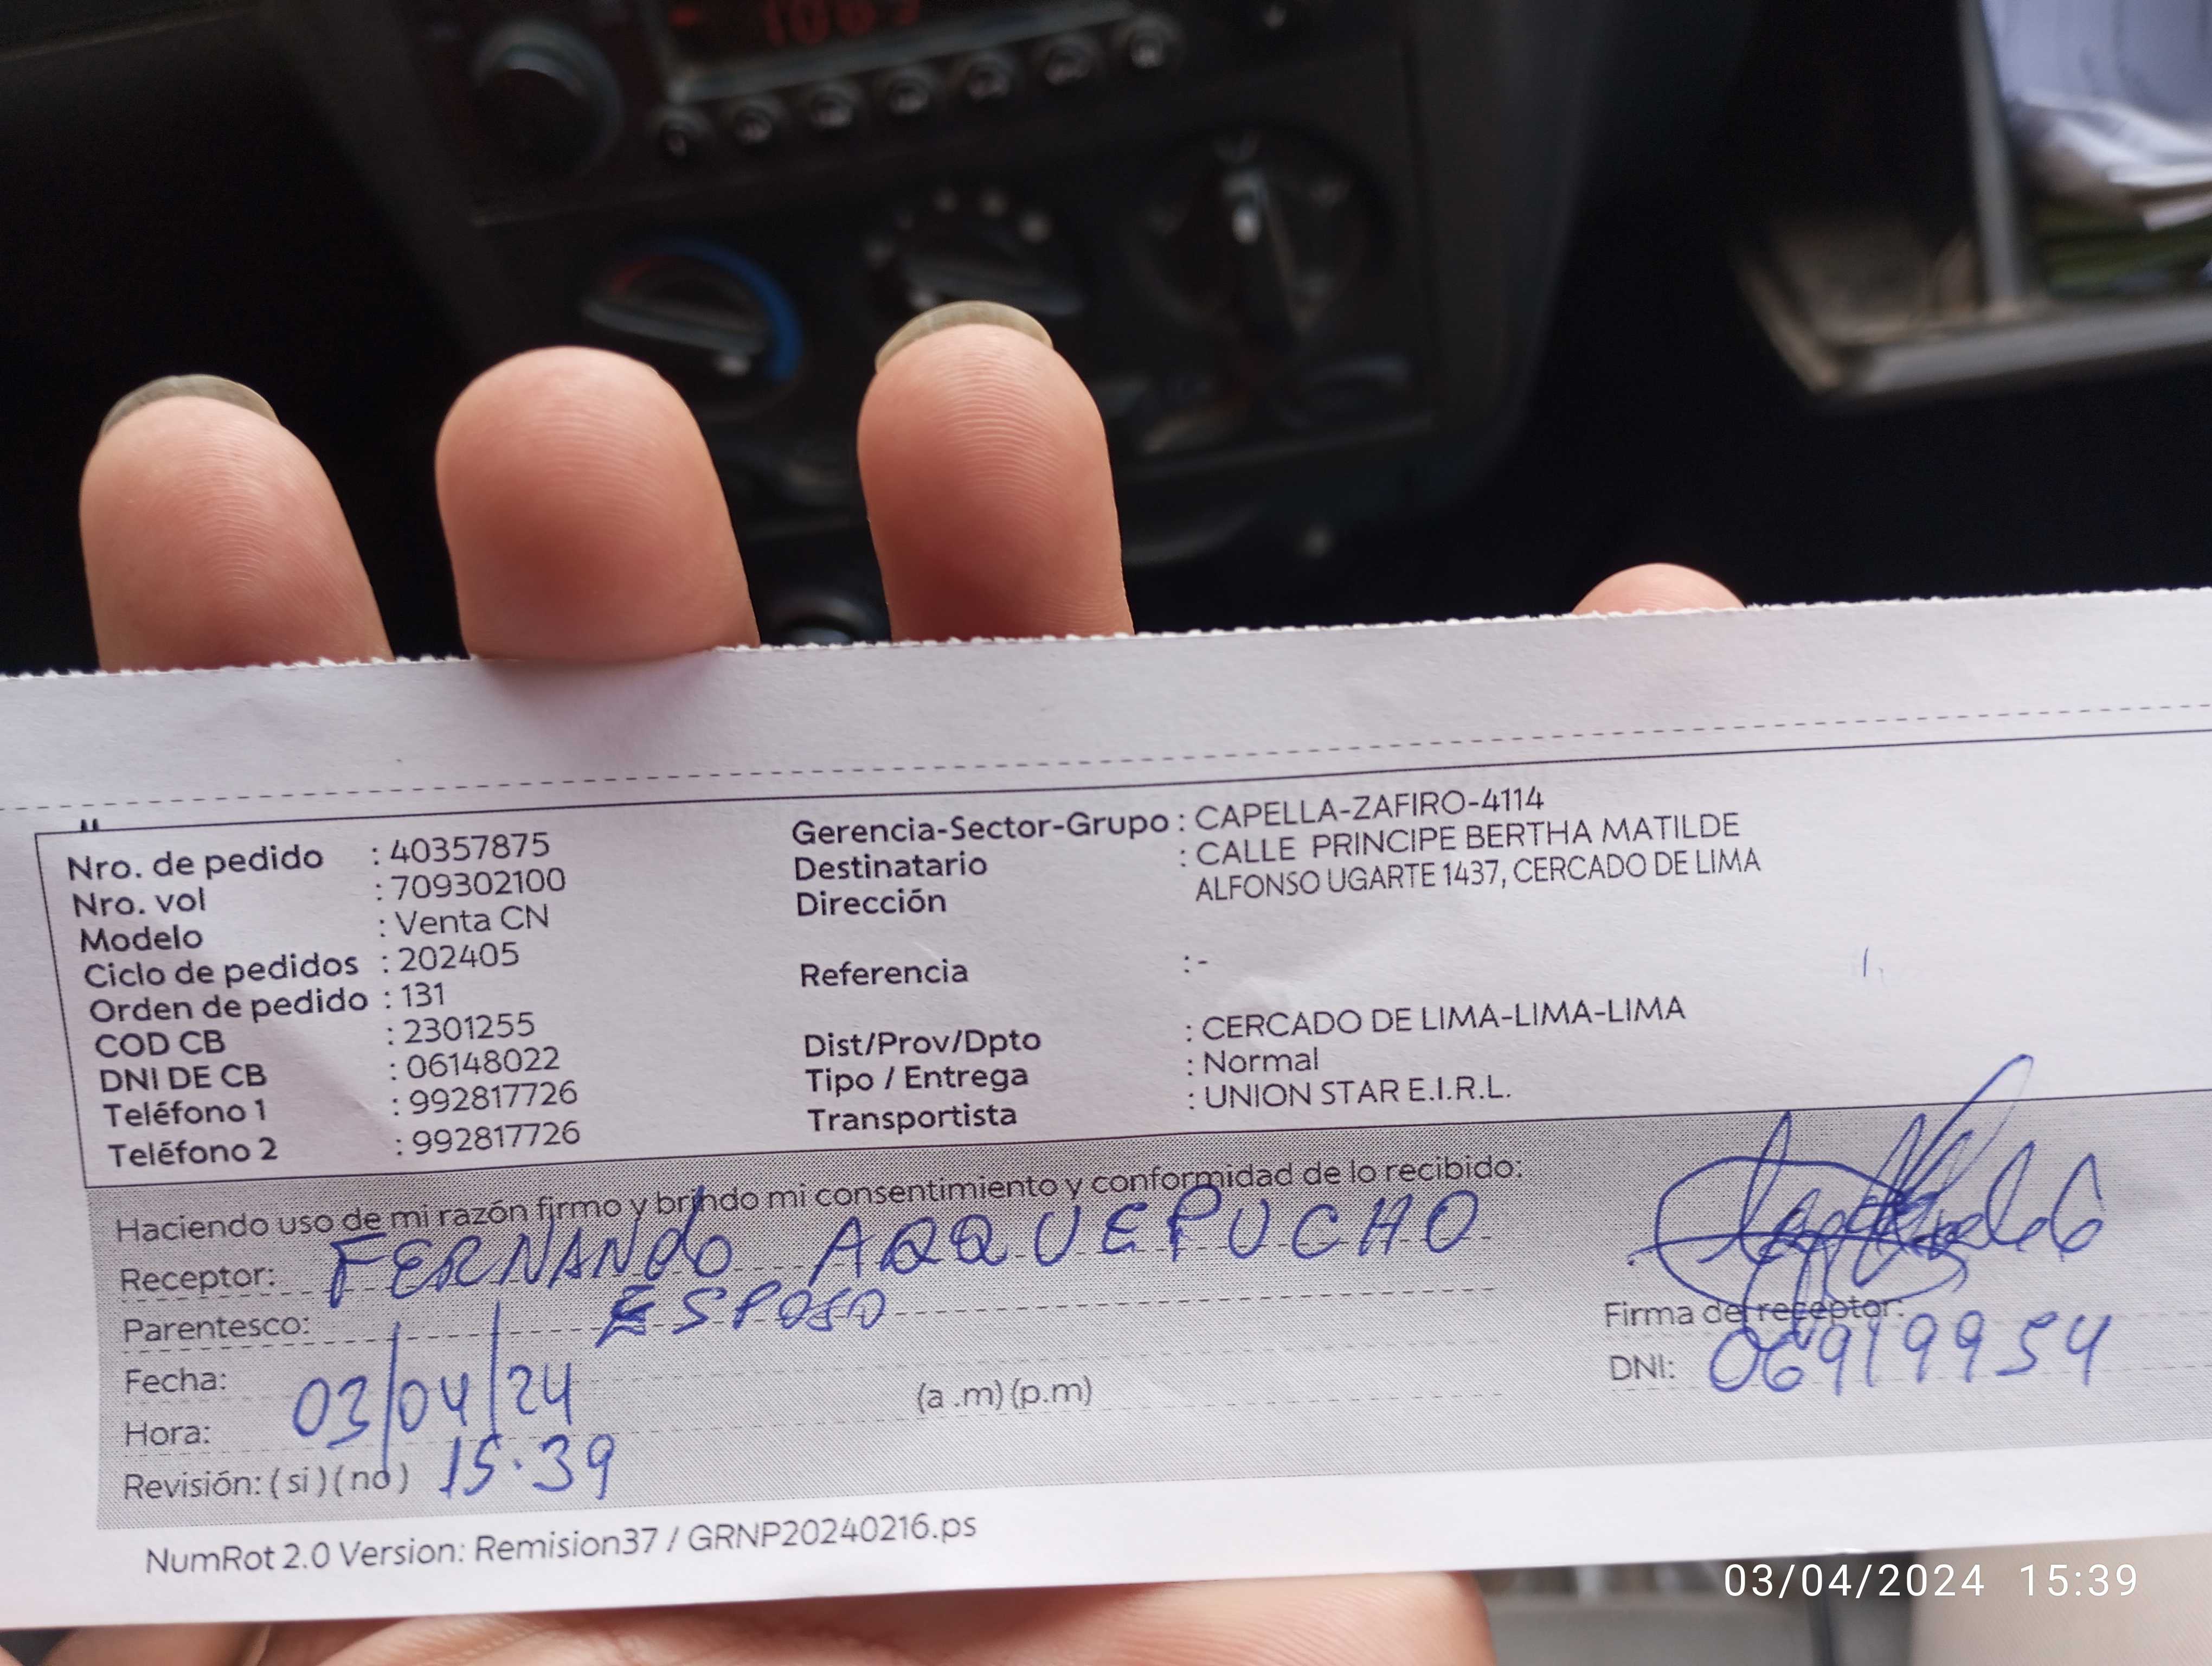 Nro. de pedido : 40357875
Nro. vol : 709302100
Modelo : Venta CN
Ciclo de pedidos : 202405
Orden de pedido : 131
COD CB : 2301255
DNI DE CB : 06148022
Teléfono 1 : 992817726
Teléfono 2 : 992817726
Gerencia-Sector-Grupo : CAPELLA-ZAFIRO-4114
Destinatario : CALLE PRINCIPE BERTHA MATILDE
Dirección ALFONSO UGARTE 1437, CERCADO DE LIMA
Referencia : -
Dist/Prov/Dpto : CERCADO DE LIMA-LIMA-LIMA
Tipo / Entrega : Normal
Transportista : UNION STAR E.I.R.L.
Haciendo uso de mi razón firmo y brindo mi consentimiento y conformidad de lo recibido:
Receptor: FERNANDO ARQUEPUCHO
Parentesco: ESPOSO
Fecha: 03/04/24
Hora: 15.39 (a .m) (p.m)
Revisión: ( si ) ( no )
Firma de receptor:
DNI: 06919954
NumRot 2.0 Version: Remision37 / GRNP20240216.ps
03/04/2024 15:39